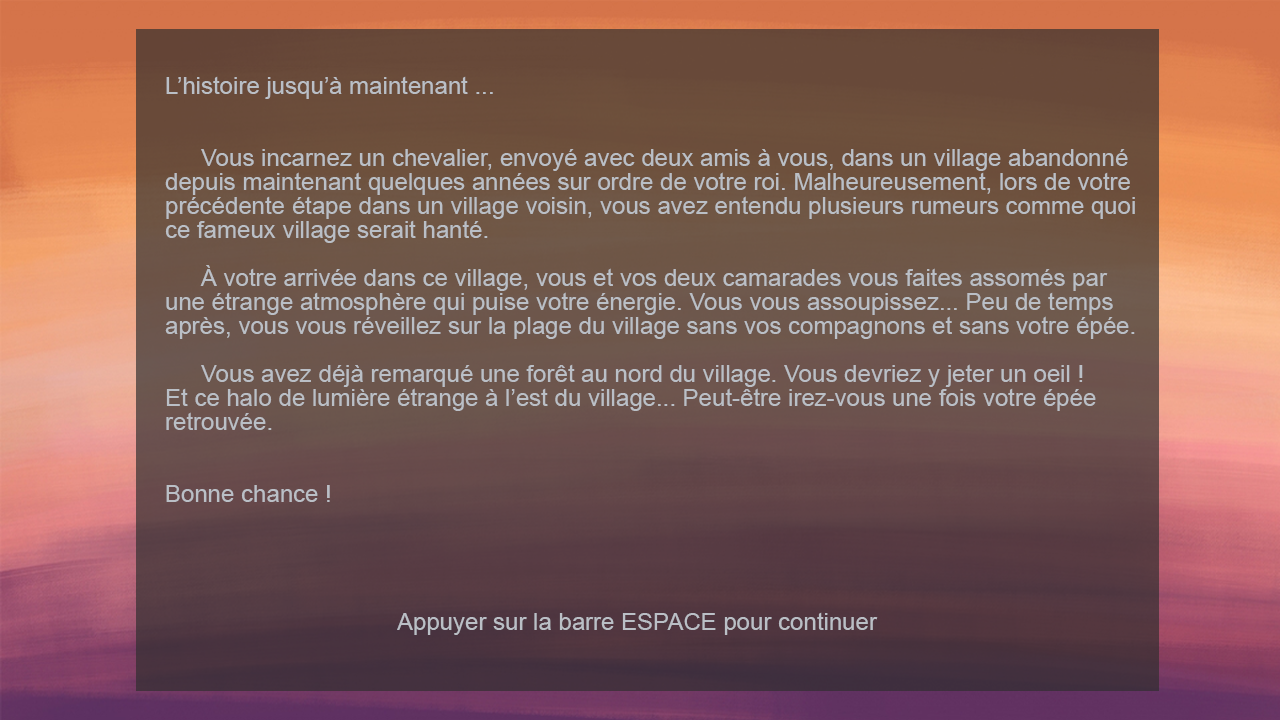 L’histoire jusqu’à maintenant ...
Vous incarnez un chevalier, envoyé avec deux amis à vous, dans un village abandonné
depuis maintenant quelques années sur ordre de votre roi. Malheureusement, lors de votre
précédente étape dans un village voisin, vous avez entendu plusieurs rumeurs comme quoi
ce fameux village serait hanté.
À votre arrivée dans ce village, vous et vos deux camarades vous faites assomés par
une étrange atmosphère qui puise votre énergie. Vous vous assoupissez... Peu de temps
après, vous vous réveillez sur la plage du village sans vos compagnons et sans votre épée.
Vous avez déjà remarqué une forêt au nord du village. Vous devriez y jeter un oeil !
Et ce halo de lumière étrange à l’est du village... Peut-être irez-vous une fois votre épée
retrouvée.
Bonne chance !
Appuyer sur la barre ESPACE pour continuer